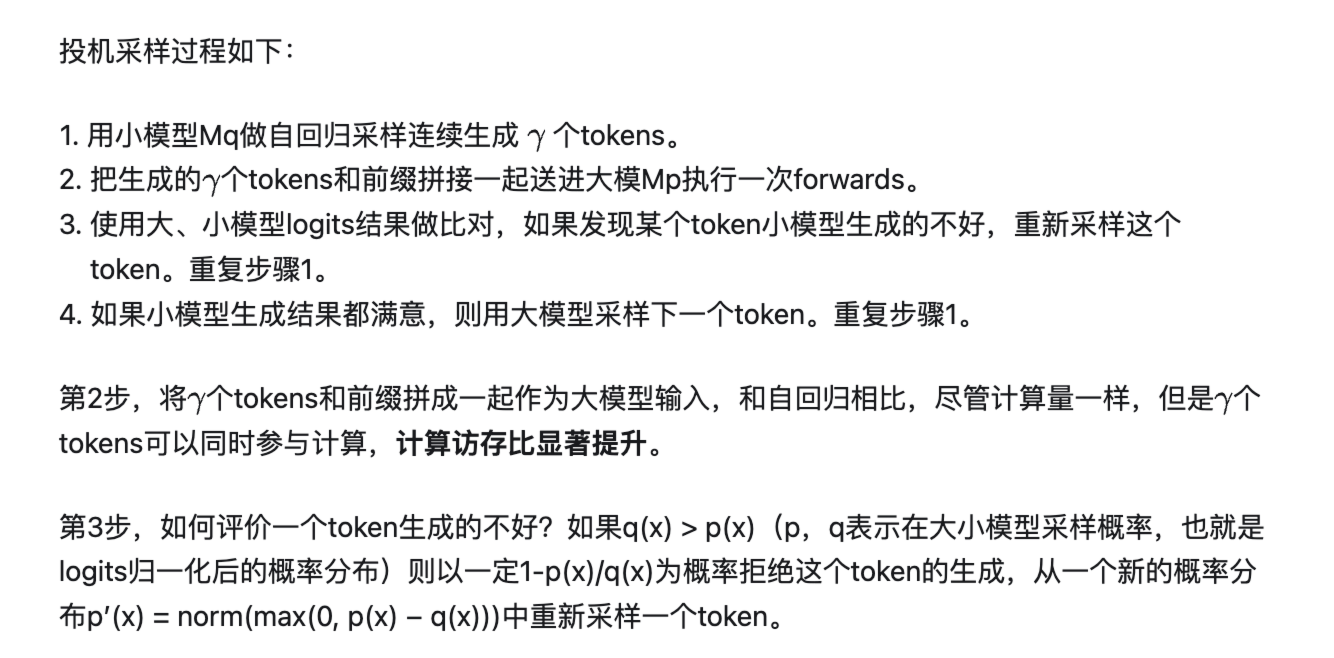 投机采样过程如下：
1. 用小模型Mq做自回归采样连续生成 γ 个tokens。
2. 把生成的γ个tokens和前缀拼接一起送进大模Mp执行一次forwards。
3. 使用大、小模型logits结果做比对，如果发现某个token小模型生成的不好，重新采样这个
token。重复步骤1。
4. 如果小模型生成结果都满意，则用大模型采样下一个token。重复步骤1。
第2步，将γ个tokens和前缀拼成一起作为大模型输入，和自回归相比，尽管计算量一样，但是γ个
tokens可以同时参与计算，计算访存比显著提升。
第3步，如何评价一个token生成的不好？如果q(x) > p(x)（p，q表示在大小模型采样概率，也就是
logits归一化后的概率分布）则以一定1-p(x)/q(x)为概率拒绝这个token的生成，从一个新的概率分
布p′(x) = norm(max(0, p(x) − q(x)))中重新采样一个token。